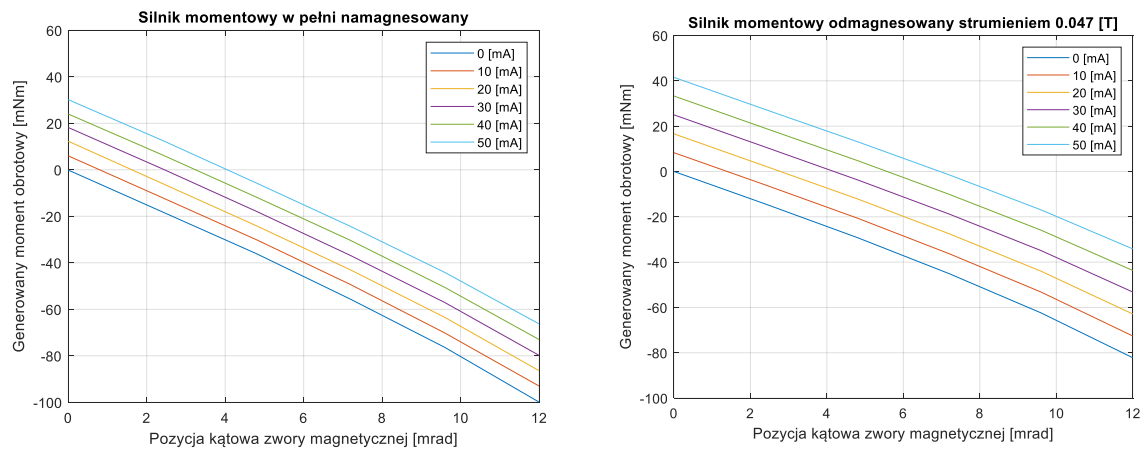 Silnik momentowy w pełni namagnesowany
60
40
20
0
-20
-40
-60
-80
-100
Generowany moment obrotowy [mNm]
0 [mA]
10 [mA]
20 [mA]
30 [mA]
40 [mA]
50 [mA]
0 2 4 6 8 10 12
Pozycja kątowa zwory magnetycznej [mrad]
Silnik momentowy odmagnesowany strumieniem 0.047 [T]
60
40
20
0
-20
-40
-60
-80
-100
Generowany moment obrotowy [mNm]
0 [mA]
10 [mA]
20 [mA]
30 [mA]
40 [mA]
50 [mA]
0 2 4 6 8 10 12
Pozycja kątowa zwory magnetycznej [mrad]